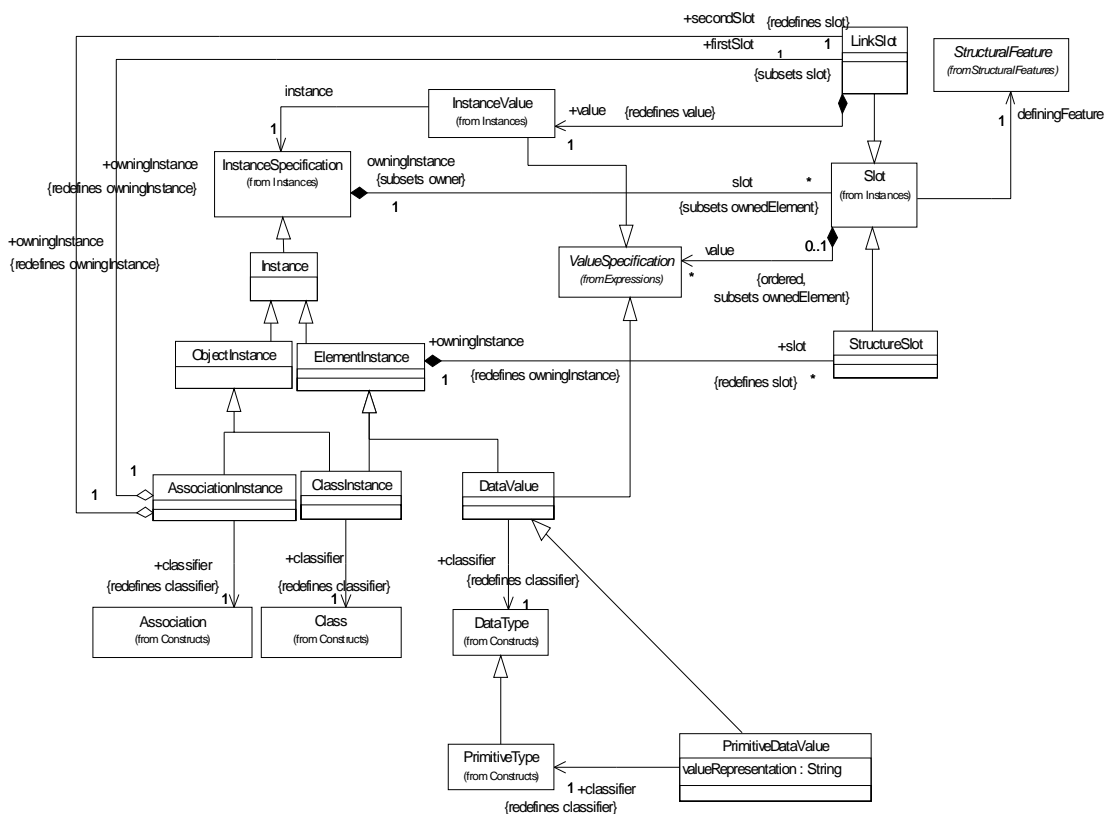 +secondSlot {redefines slot}
+firstSlot 1 1
LinkSlot
{subsets slot}
StructuralFeature
(from StructuralFeatures)
instance
InstanceValue
(from Instances)
+value {redefines value}
1
1 definingFeature
1
+owningInstance
{redefines owningInstance}
InstanceSpecification
(from Instances)
owningInstance
{subsets owner}
1
slot *
{subsets ownedElement}
Slot
(from Instances)
+owningInstance
{redefines owningInstance}
Instance
ValueSpecification
(from Expressions)
value
*
0..1
{ordered,
subsets ownedElement}
ObjectInstance
ElementInstance
+owningInstance
1 {redefines owningInstance}
+slot
{redefines slot} *
StructureSlot
1
1
AssociationInstance
ClassInstance
DataValue
+classifier
{redefines classifier}
1
+classifier
{redefines classifier}
1
+classifier
{redefines classifier}
1
Association
(from Constructs)
Class
(from Constructs)
DataType
(from Constructs)
PrimitiveType
(from Constructs)
PrimitiveDataValue
valueRepresentation : String
1 +classifier
{redefines classifier}